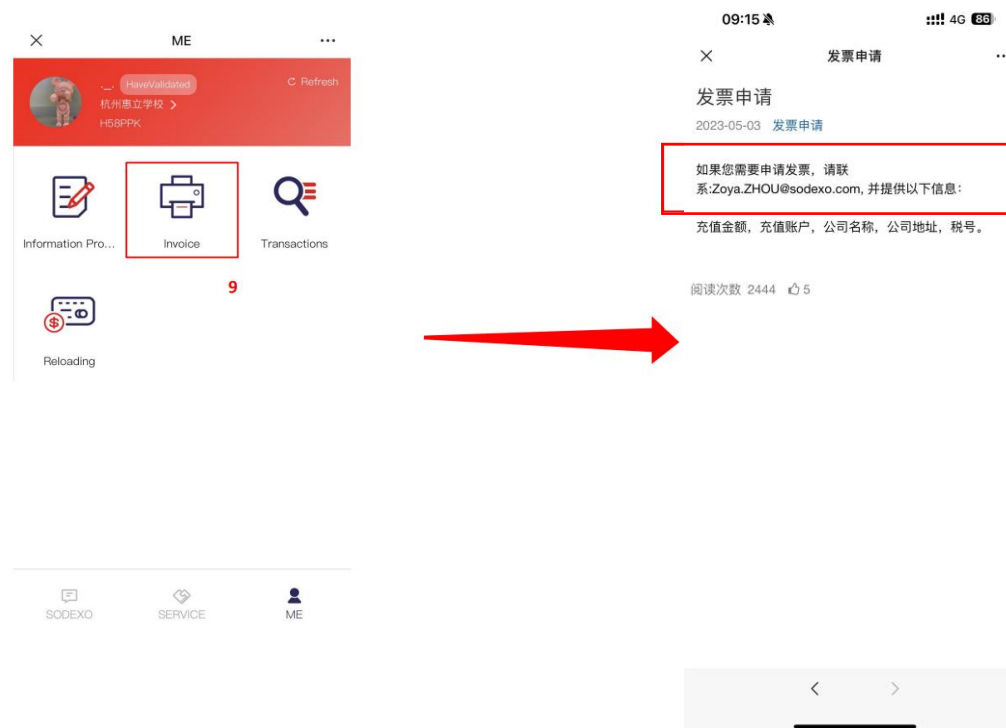 ME
._. HaveValidated
Refresh
杭州惠立学校
H58PPK
Information Pro...
Invoice
Transactions
9
Reloading
SODEXO
SERVICE
ME
09:15
4G 86
发票申请
发票申请
2023-05-03 发票申请
如果您需要申请发票，请联
系:Zoya.ZHOU@sodexo.com, 并提供以下信息：
充值金额，充值账户，公司名称，公司地址，税号。
阅读次数 2444 5